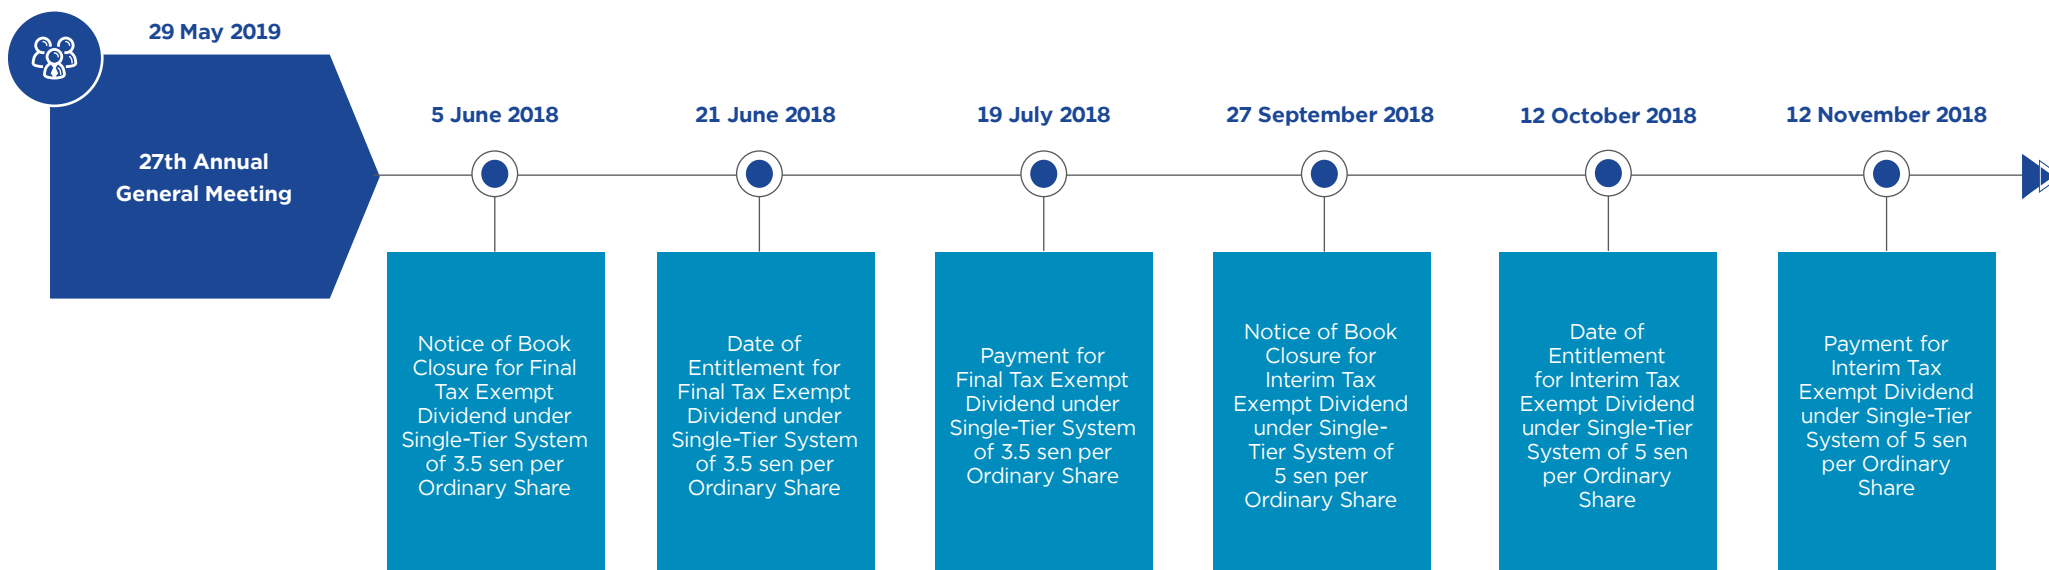 29 May 2019
27th Annual
General Meeting
5 June 2018
Notice of Book
Closure for Final
Tax Exempt
Dividend under
Single-Tier System
of 3.5 sen per
Ordinary Share
21 June 2018
Date of
Entitlement for
Final Tax Exempt
Dividend under
Single-Tier System
of 3.5 sen per
Ordinary Share
19 July 2018
Payment for
Final Tax Exempt
Dividend under
Single-Tier System
of 3.5 sen per
Ordinary Share
27 September 2018
Notice of Book
Closure for
Interim Tax
Exempt Dividend
under Single-
Tier System of
5 sen per
Ordinary Share
12 October 2018
Date of
Entitlement
for Interim Tax
Exempt Dividend
under Single-Tier
System of 5 sen
per Ordinary
Share
12 November 2018
Payment for
Interim Tax
Exempt Dividend
under Single-Tier
System of 5 sen
per Ordinary
Share